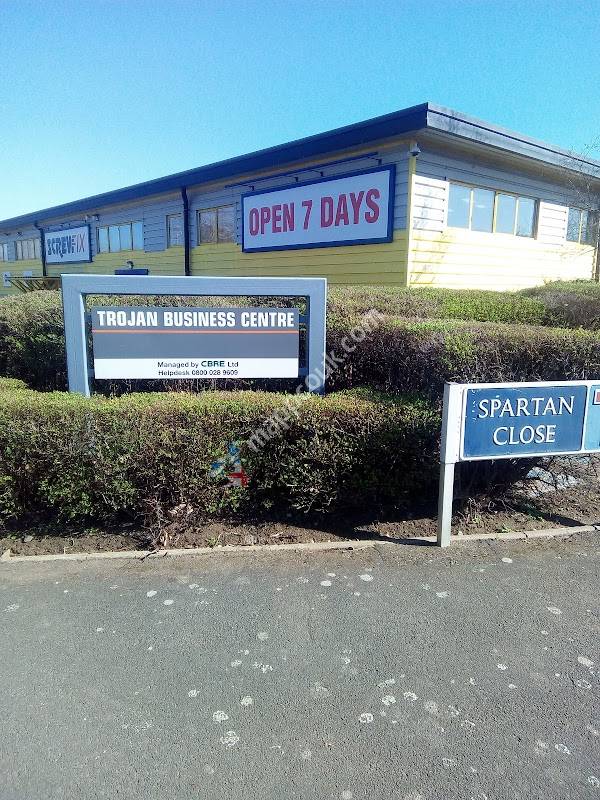 OPEN 7 DAYS
SCREWFIX
TROJAN BUSINESS CENTRE
Managed by CBRE Ltd
Helpdesk 0800 028 9609
SPARTAN
CLOSE